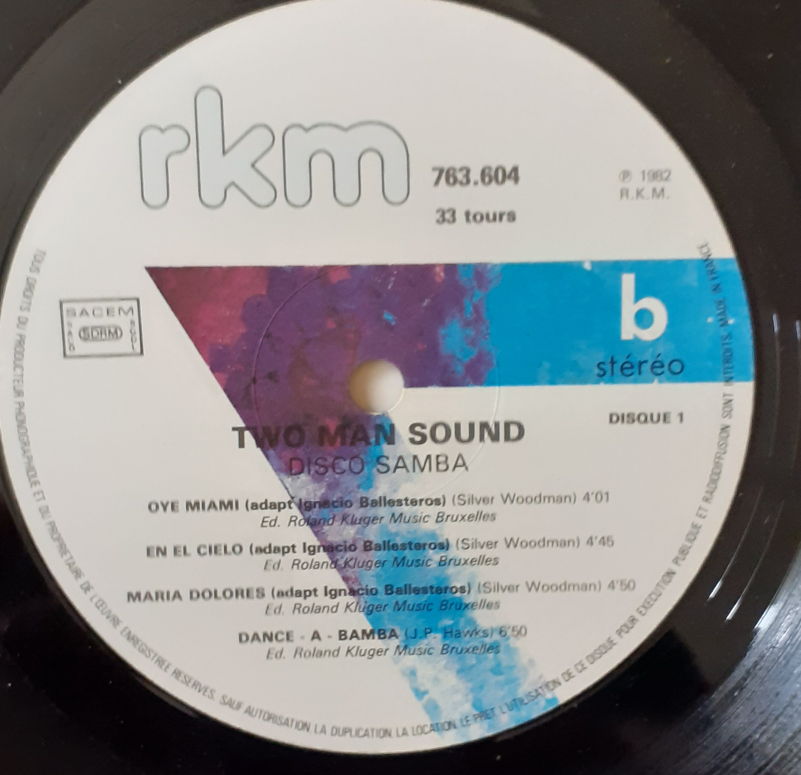 rkm
763.604
33 tours
℗ 1982
R.K.M.
SACEM
SACD
SDRM
SGDL
b
stéréo
DISQUE 1
TWO MAN SOUND
DISCO SAMBA
OYE MIAMI (adapt Ignacio Ballesteros) (Silver Woodman) 4'01
Ed. Roland Kluger Music Bruxelles
EN EL CIELO (adapt Ignacio Ballesteros) (Silver Woodman) 4'45
Ed. Roland Kluger Music Bruxelles
MARIA DOLORES (adapt Ignacio Ballesteros) (Silver Woodman) 4'50
Ed. Roland Kluger Music Bruxelles
DANCE - A - BAMBA (J.P. Hawks) 6'50
Ed. Roland Kluger Music Bruxelles
TOUS DROITS DU PRODUCTEUR PHONOGRAPHIQUE ET DU PROPRIETAIRE DE L'ŒUVRE ENREGISTREE RESERVES. SAUF AUTORISATION LA DUPLICATION, LA LOCATION, LE PRET, L'UTILISATION DE CE DISQUE POUR EXECUTION PUBLIQUE ET RADIODIFFUSION SONT INTERDITS. MADE IN FRANCE.